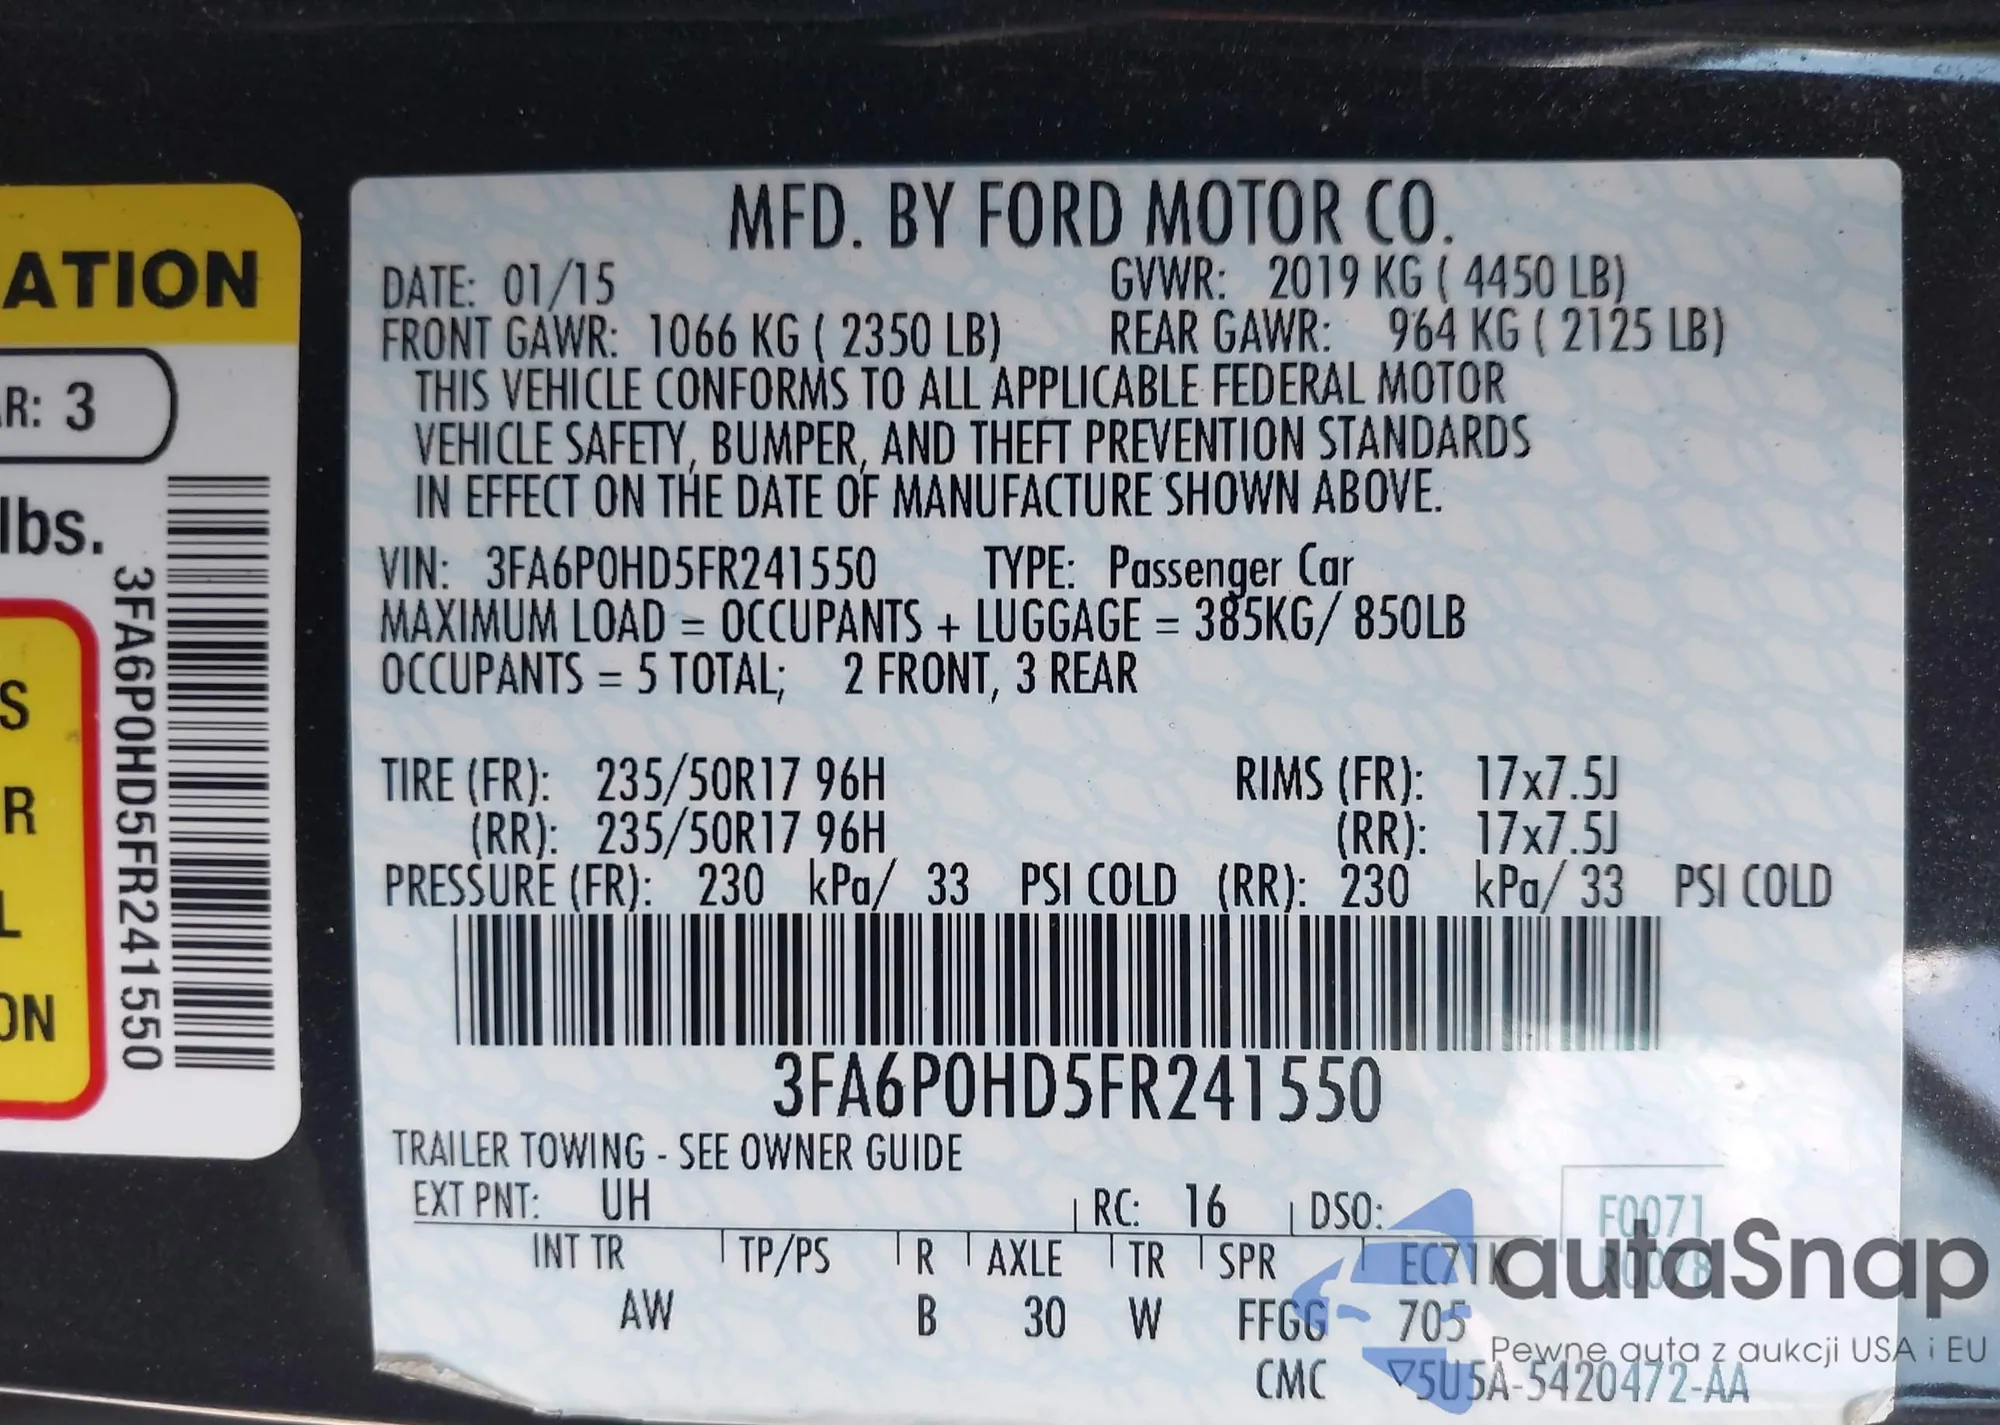 ATION
R: 3
lbs.
S
R
L
ON
3FA6P0HD5FR241550
MFD. BY FORD MOTOR CO.
DATE: 01/15 GVWR: 2019 KG ( 4450 LB)
FRONT GAWR: 1066 KG ( 2350 LB) REAR GAWR: 964 KG ( 2125 LB)
THIS VEHICLE CONFORMS TO ALL APPLICABLE FEDERAL MOTOR
VEHICLE SAFETY, BUMPER, AND THEFT PREVENTION STANDARDS
IN EFFECT ON THE DATE OF MANUFACTURE SHOWN ABOVE.
VIN: 3FA6P0HD5FR241550 TYPE: Passenger Car
MAXIMUM LOAD = OCCUPANTS + LUGGAGE = 385KG/ 850LB
OCCUPANTS = 5 TOTAL; 2 FRONT, 3 REAR
TIRE (FR): 235/50R17 96H RIMS (FR): 17x7.5J
(RR): 235/50R17 96H (RR): 17x7.5J
PRESSURE (FR): 230 kPa/ 33 PSI COLD (RR): 230 kPa/ 33 PSI COLD
3FA6P0HD5FR241550
TRAILER TOWING - SEE OWNER GUIDE
EXT PNT: UH RC: 16 DSO: F0071
INT TR TP/PS R AXLE TR SPR EC71K R0078
AW B 30 W FFGG 705
CMC ▽5U5A-5420472-AA
autaSnap
Pewne auta z aukcji USA i EU